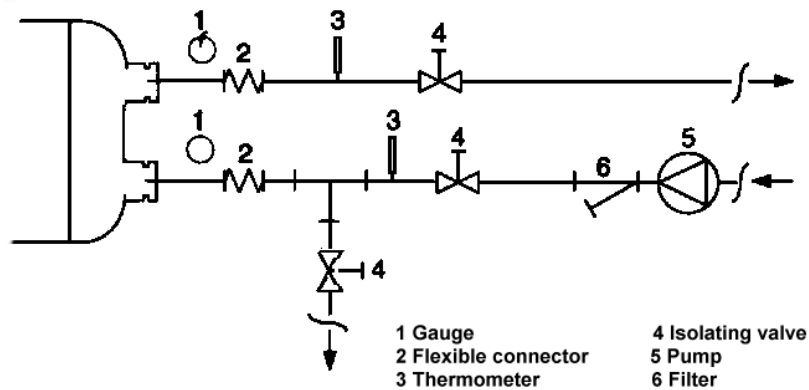 1 3 4
2
1 3 4 5
2 6
4
1 Gauge 4 Isolating valve
2 Flexible connector 5 Pump
3 Thermometer 6 Filter